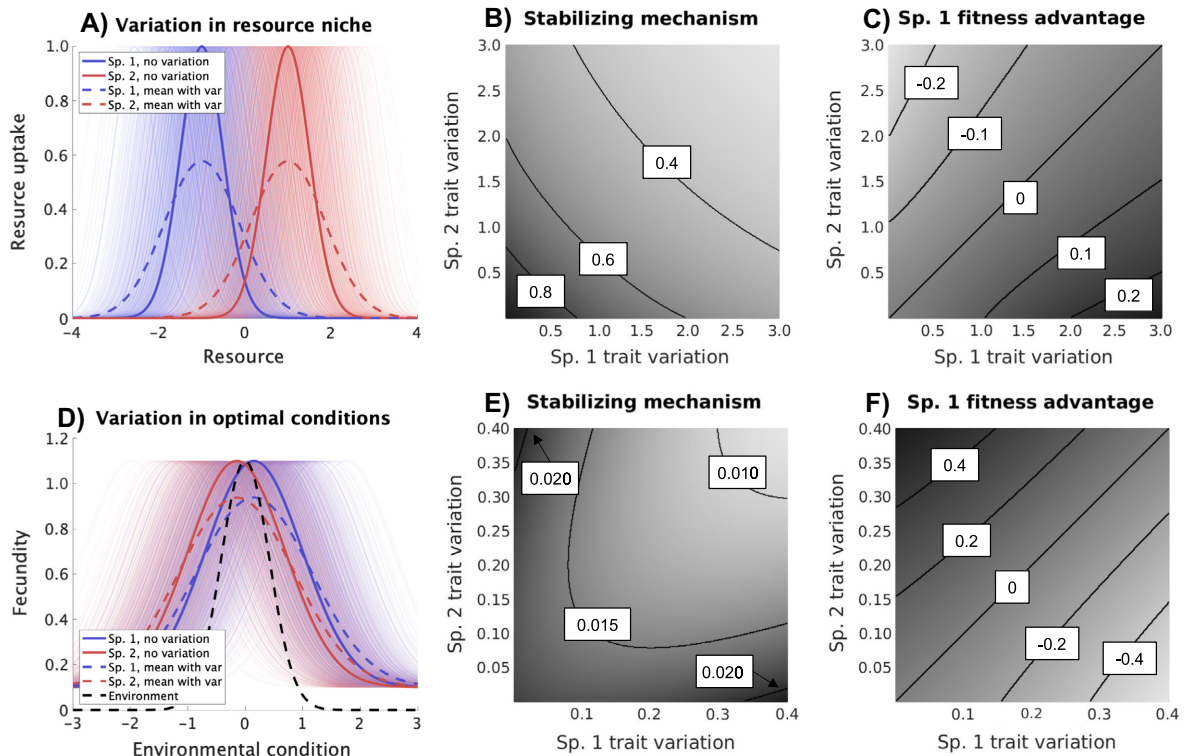 A) Variation in resource niche
Resurce uptake
1.0
0.8
0.6
0.4
0.2
0
Sp. 1, no variation
Sp. 2, no variation
Sp. 1, mean with var
Sp. 2, mean with var
−4 −2 0 2 4
Resource
B) Stabilizing mechanism
Sp. 2 trait variation
3.0
2.5
2.0
1.5
1.0
0.5
0.4
0.6
0.8
0.5 1.0 1.5 2.0 2.5 3.0
Sp. 1 trait variation
C) Sp. 1 fitness advantage
Sp. 2 trait variation
3.0
2.5
2.0
1.5
1.0
0.5
-0.2
-0.1
0
0.1
0.2
0.5 1.0 1.5 2.0 2.5 3.0
Sp. 1 trait variation
D) Variation in optimal conditions
Fecundity
1.2
1.0
0.8
0.6
0.4
0.2
0
Sp. 1, no variation
Sp. 2, no variation
Sp. 1, mean with var
Sp. 2, mean with var
Environment
−3 −2 −1 0 1 2 3
Environmental condition
E) Stabilizing mechanism
Sp. 2 trait variation
0.40
0.35
0.30
0.25
0.20
0.15
0.10
0.05
0.020
0.010
0.015
0.020
0.1 0.2 0.3 0.4
Sp. 1 trait variation
F) Sp. 1 fitness advantage
Sp. 2 trait variation
0.40
0.35
0.30
0.25
0.20
0.15
0.10
0.05
0.4
0.2
0
-0.2
-0.4
0.1 0.2 0.3 0.4
Sp. 1 trait variation